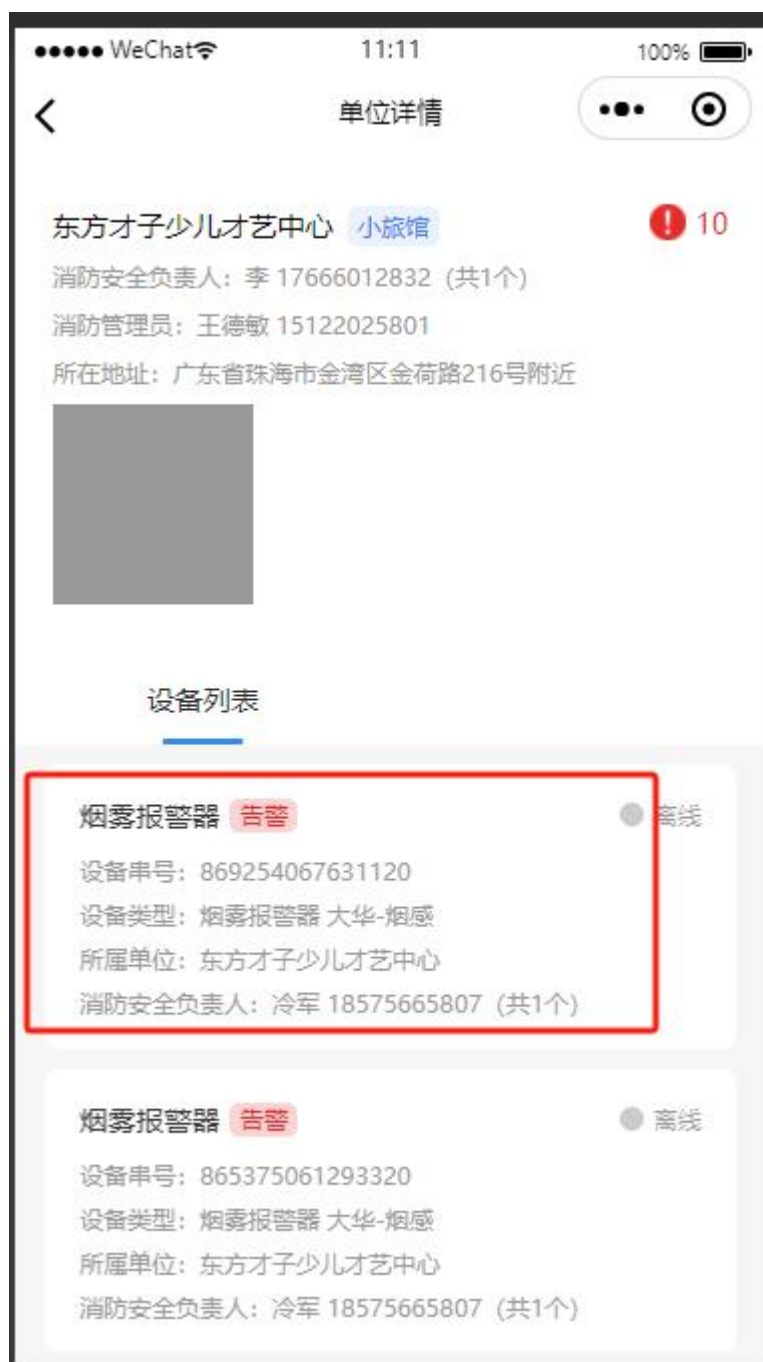 WeChat 11:11 100%
单位详情
东方才子少儿才艺中心 小旅馆 10
消防安全负责人：李 17666012832 (共1个)
消防管理员：王德敏 15122025801
所在地址：广东省珠海市金湾区金荷路216号附近
设备列表
烟雾报警器 告警 离线
设备串号：869254067631120
设备类型：烟雾报警器 大华-烟感
所属单位：东方才子少儿才艺中心
消防安全负责人：冷军 18575665807 (共1个)
烟雾报警器 告警 离线
设备串号：865375061293320
设备类型：烟雾报警器 大华-烟感
所属单位：东方才子少儿才艺中心
消防安全负责人：冷军 18575665807 (共1个)